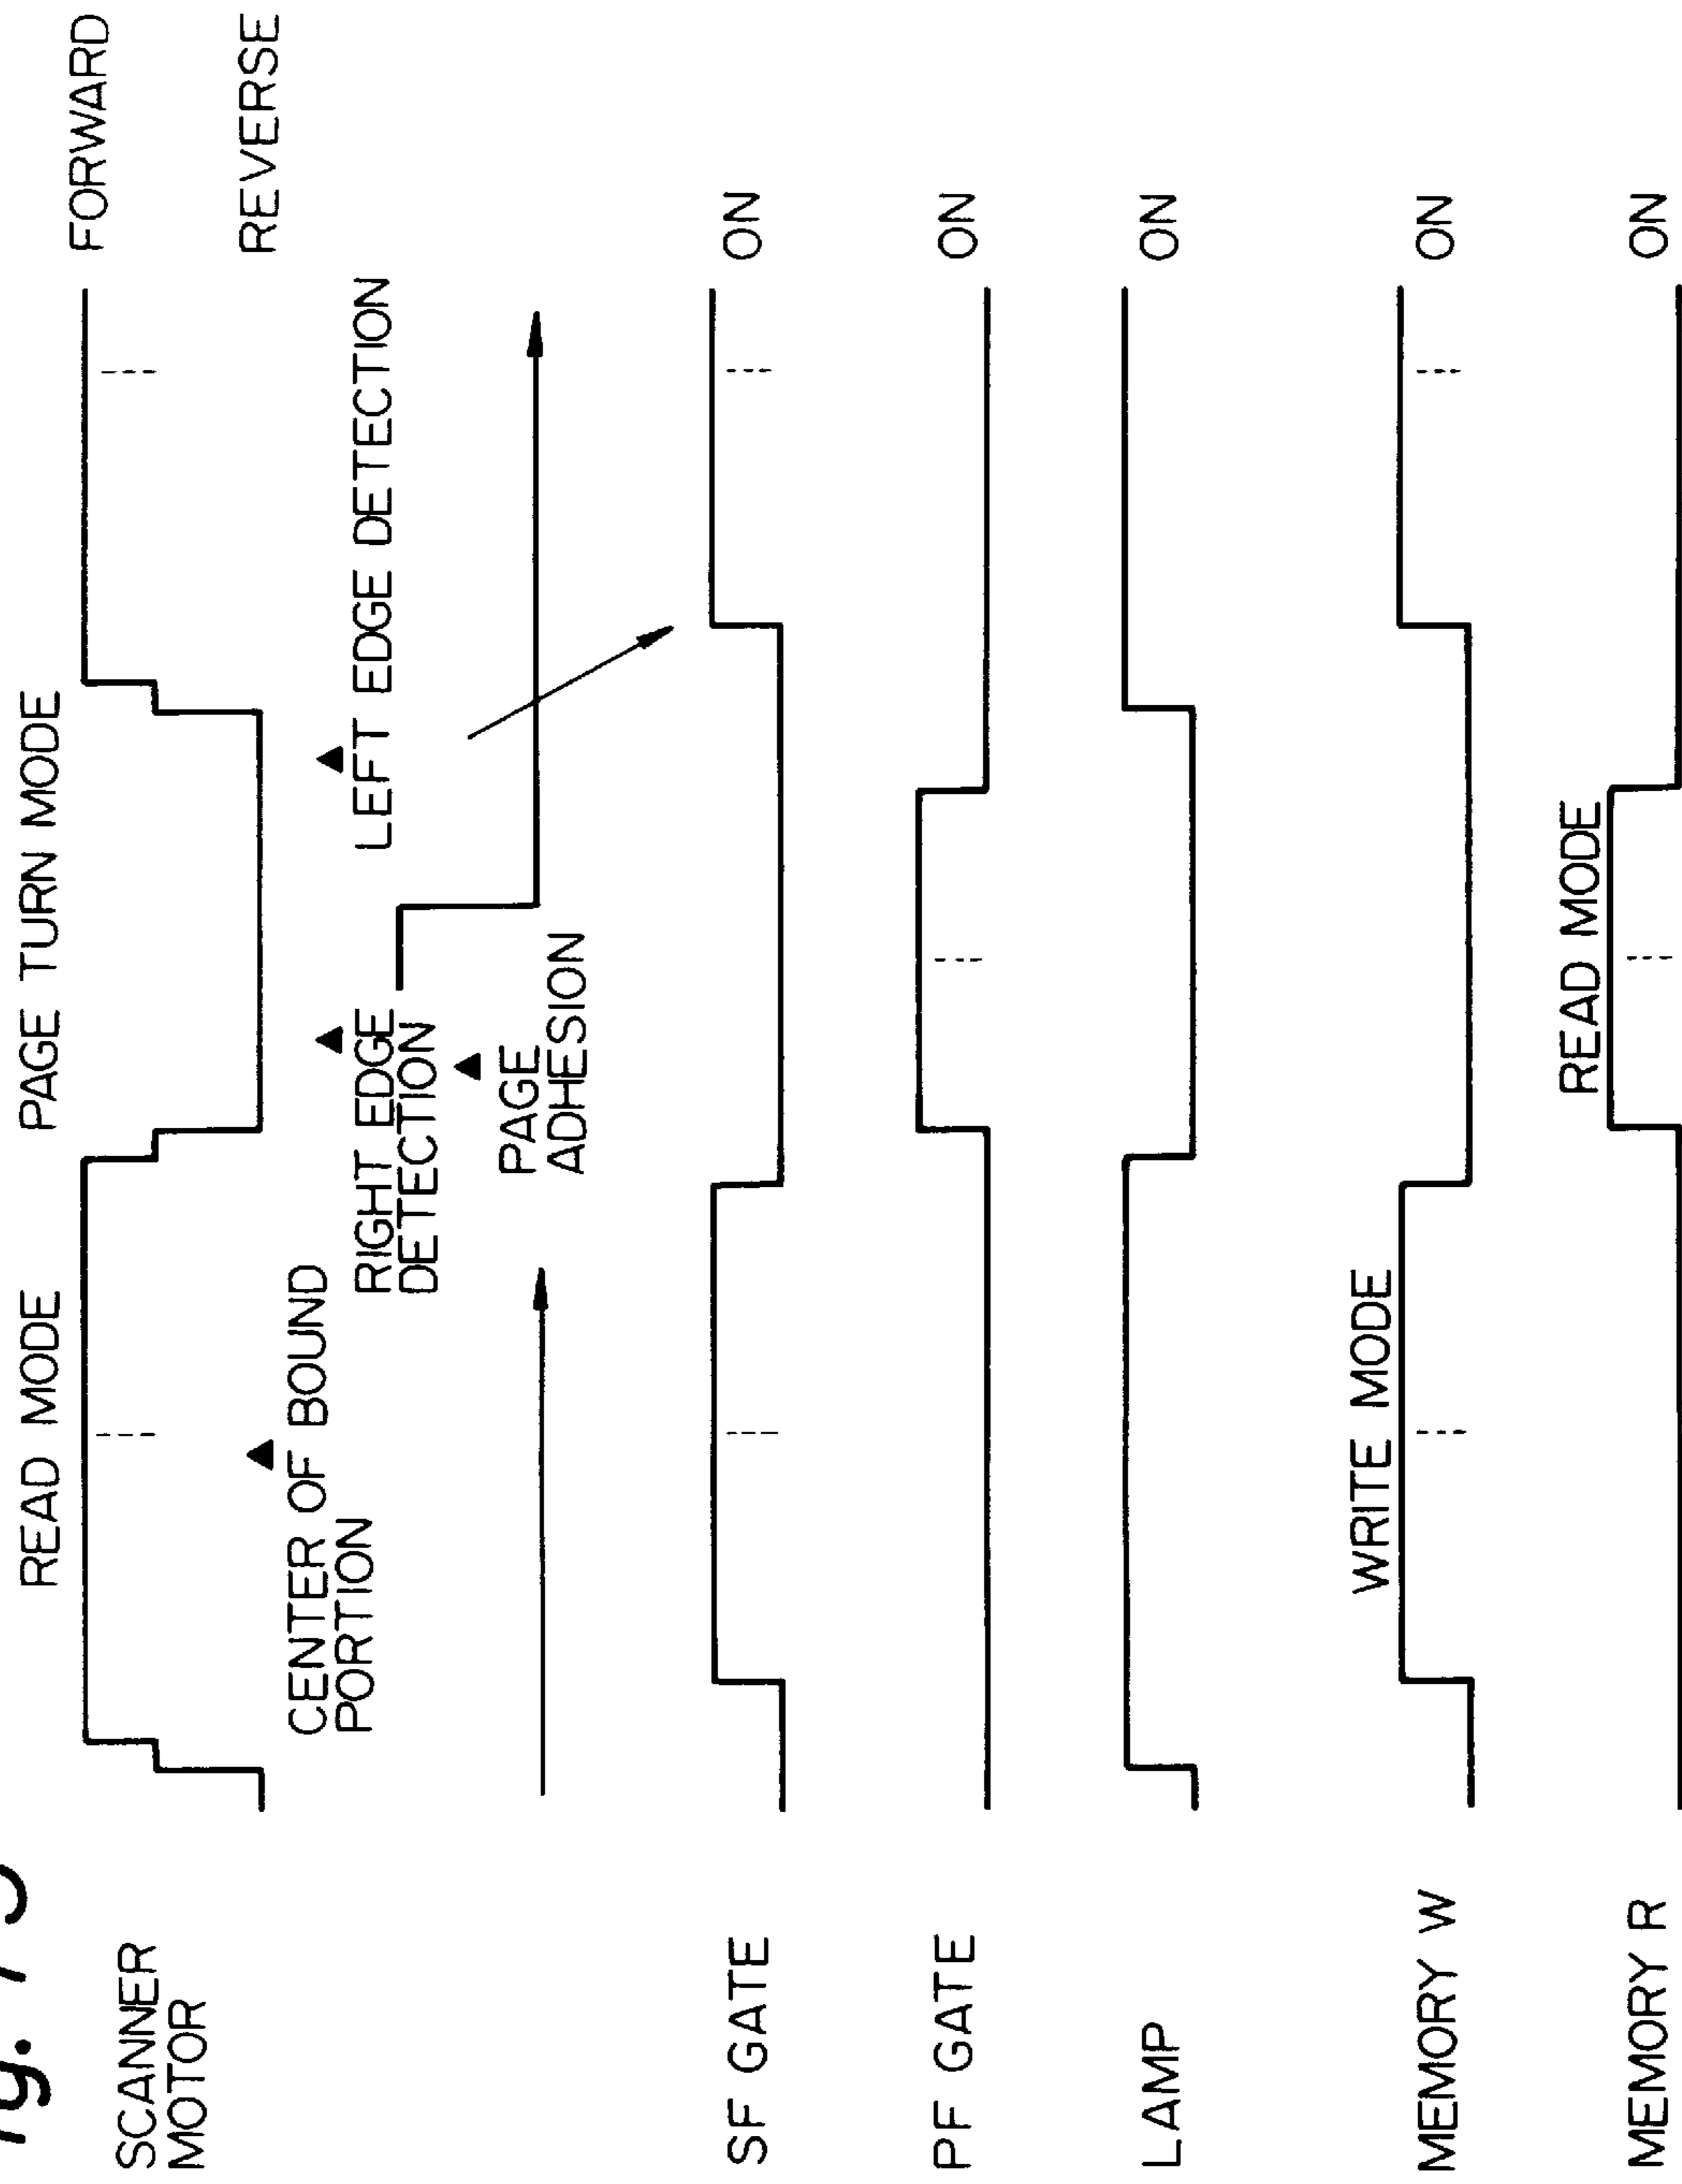 READ MODE
PAGE TURN MODE
SCANNER
MOTOR
FORWARD
REVERSE
CENTER OF BOUND
PORTION
RIGHT EDGE
DETECTION
LEFT EDGE DETECTION
PAGE
ADHESION
SF GATE
ON
PF GATE
ON
LAMP
ON
WRITE MODE
MEMORY W
ON
READ MODE
MEMORY R
ON